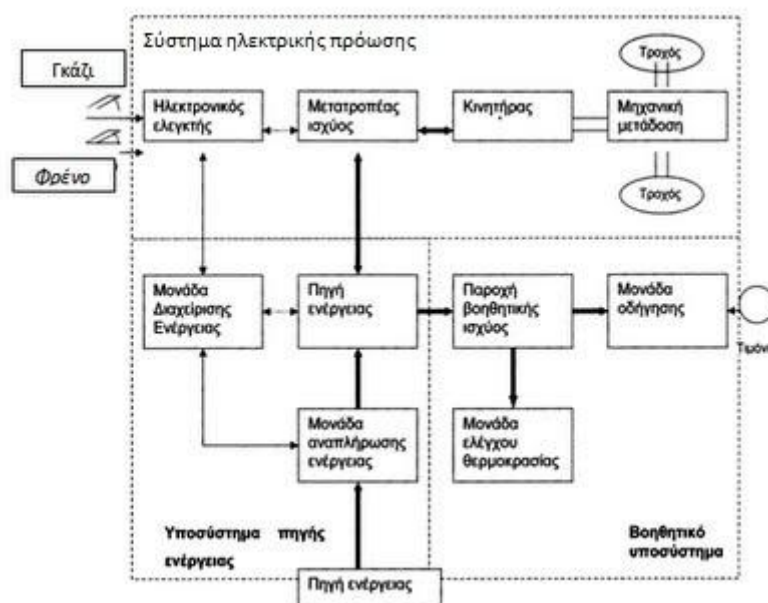 Σύστημα ηλεκτρικής πρόωσης
Γκάζι
Φρένο
Ηλεκτρονικός
ελεγκτής
Μετατροπέας
ισχύος
Κινητήρας
Μηχανική
μετάδοση
Τροχός
Τροχός
Μονάδα
Διαχείρισης
Ενέργειας
Πηγή
ενέργειας
Παροχή
βοηθητικής
ισχύος
Μονάδα
οδήγησης
Τιμόνι
Μονάδα
αναπλήρωσης
ενέργειας
Μονάδα
ελέγχου
θερμοκρασίας
Υποσύστημα πηγής
ενέργειας
Βοηθητικό
υποσύστημα
Πηγή ενέργειας